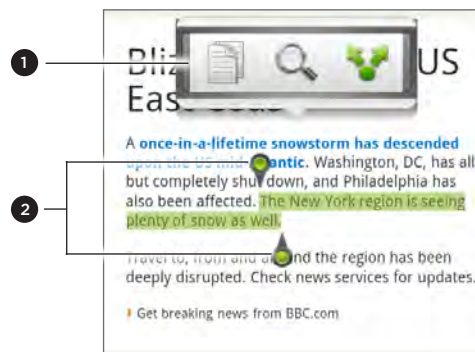 1
US
East
A once-in-a-lifetime snowstorm has descended
upon the US mid-antic. Washington, DC, has all
but completely shut down, and Philadelphia has
also been affected. The New York region is seeing
plenty of snow as well.
2
Travel to, from and around the region has been
deeply disrupted. Check news services for updates.
Get breaking news from BBC.com